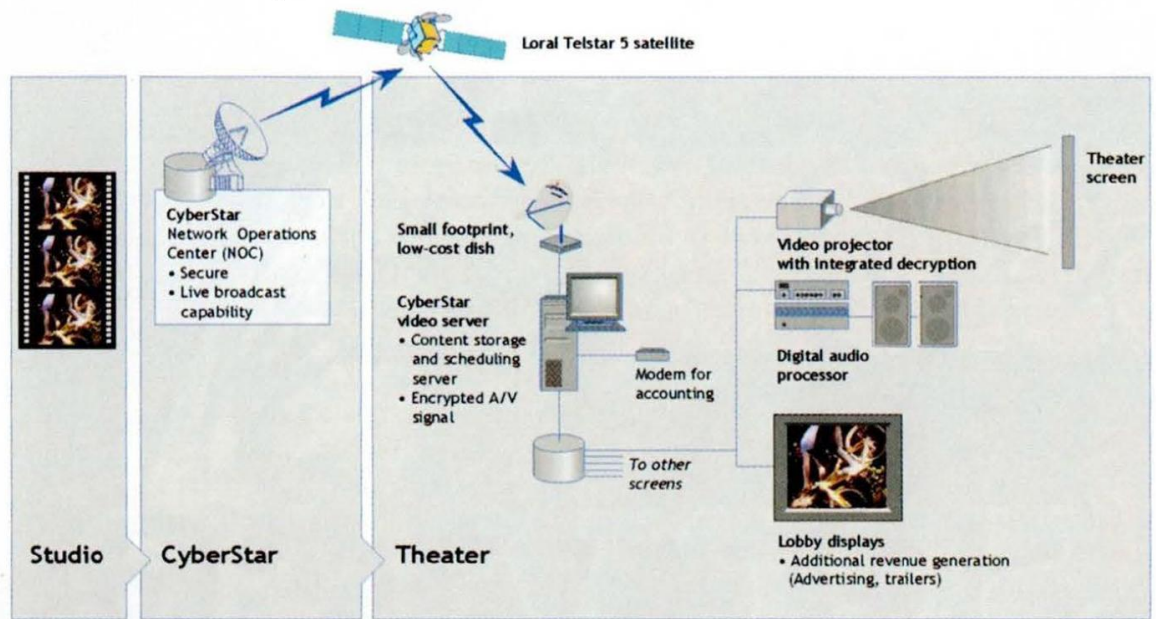 Loral Telstar 5 satellite
CyberStar
Network Operations
Center (NOC)
• Secure
• Live broadcast
capability
Small footprint,
low-cost dish
CyberStar
video server
• Content storage
and scheduling
server
• Encrypted A/V
signal
Modem for
accounting
To other
screens
Theater
screen
Video projector
with integrated decryption
Digital audio
processor
Lobby displays
• Additional revenue generation
(Advertising, trailers)
Studio
CyberStar
Theater